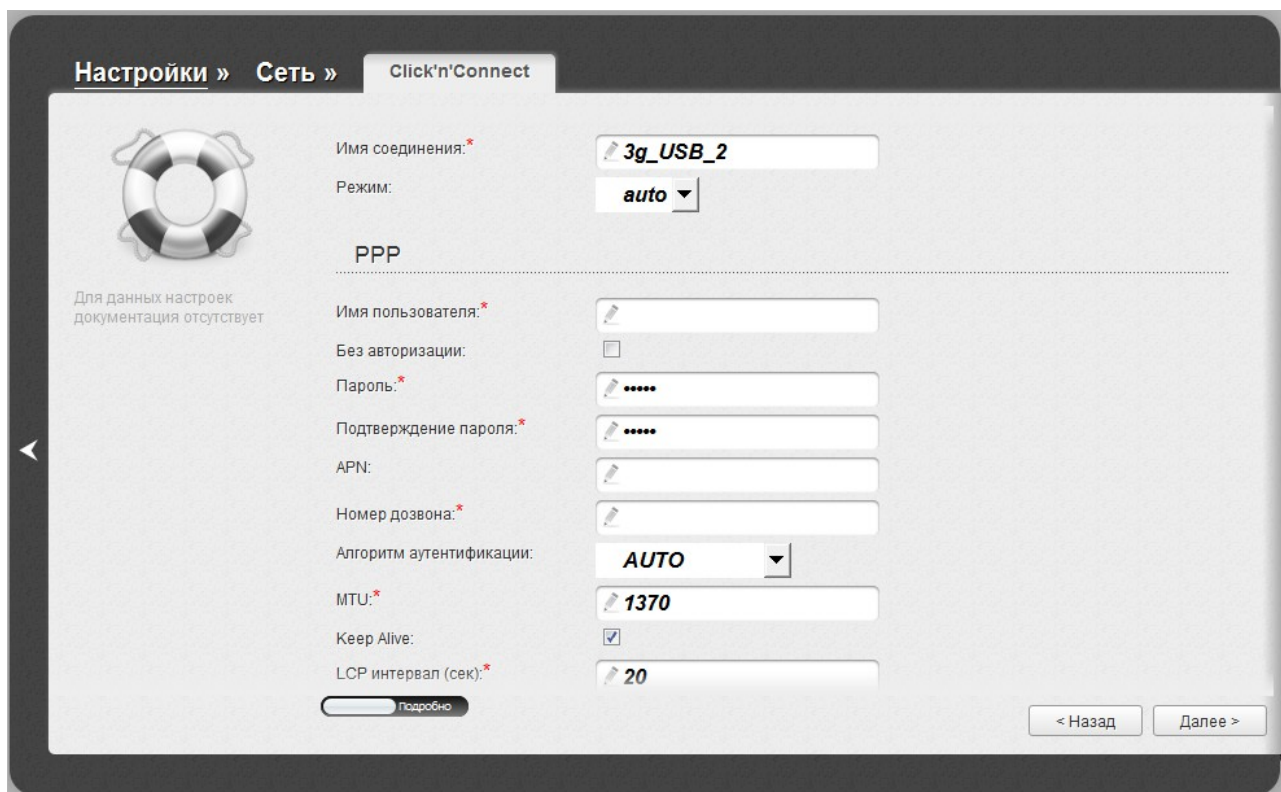 Настройки » Сеть » Click'n'Connect
Имя соединения:* 3g_USB_2
Режим: auto
PPP
Для данных настроек
документация отсутствует
Имя пользователя:*
Без авторизации:
Пароль:* •••••
Подтверждение пароля:* •••••
APN:
Номер дозвона:*
Алгоритм аутентификации: AUTO
MTU:* 1370
Keep Alive:
LCP интервал (сек):* 20
Подробно
< Назад Далее >